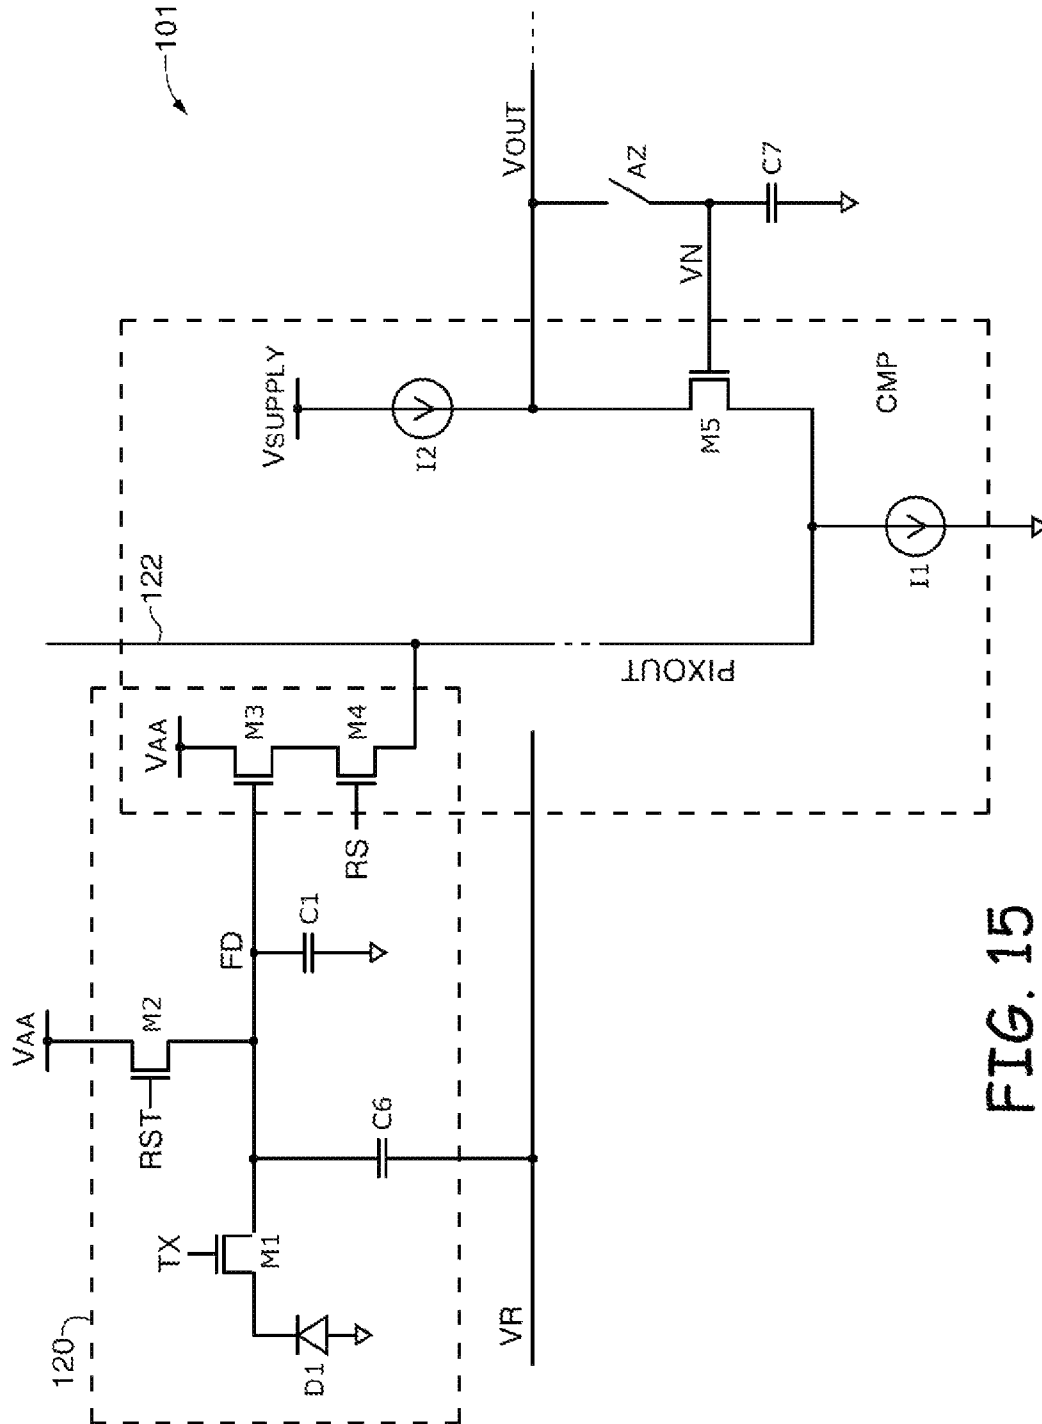 101
VAA
120
RST
M2
TX
M1
D1
C6
FD
C1
VR
VAA
M3
M4
RS
122
PIXOUT
VSUPPLY
I2
M5
I1
CMP
VOUT
AZ
VN
C7
FIG. 15